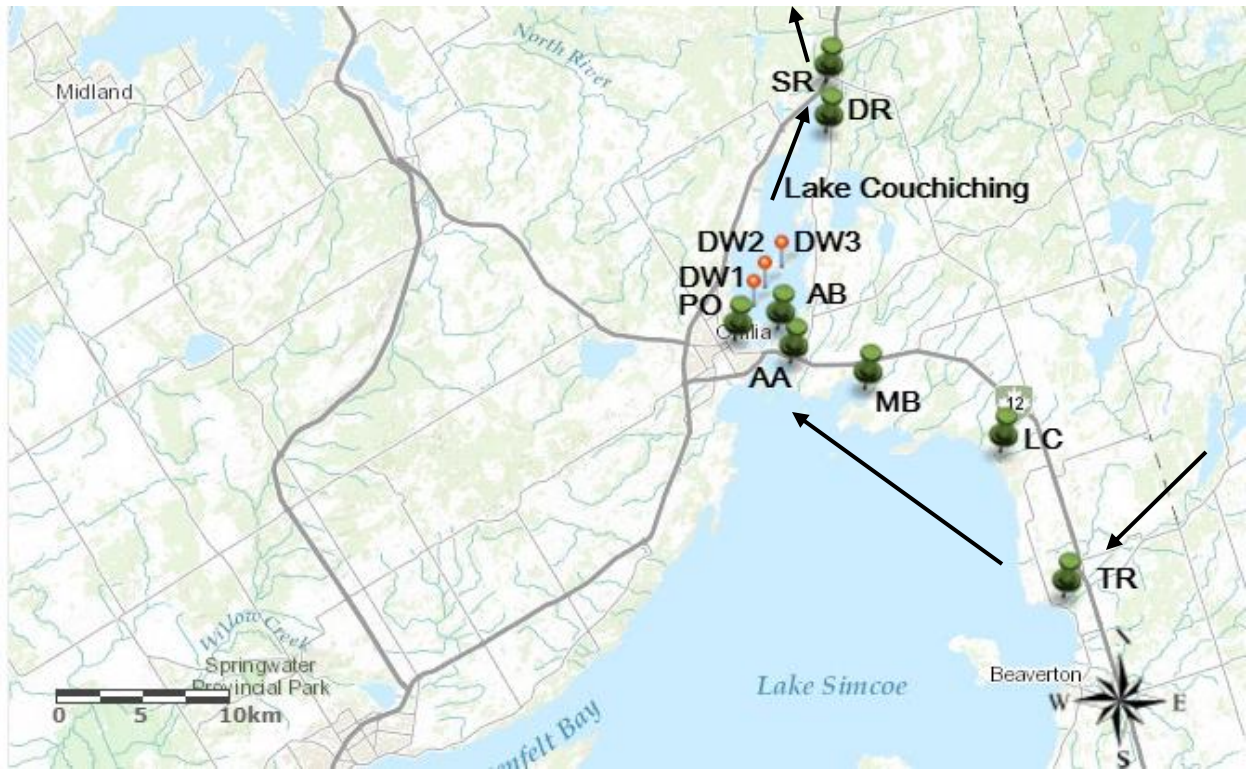 North River
Midland
SR
DR
Lake Couchiching
DW2
DW3
DW1
PO
AB
AA
MB
12
LC
TR
Willow Creek
Springwater
Provincial Park
0 5 10km
Lake Simcoe
Beaverton
N
W E
S
Bay